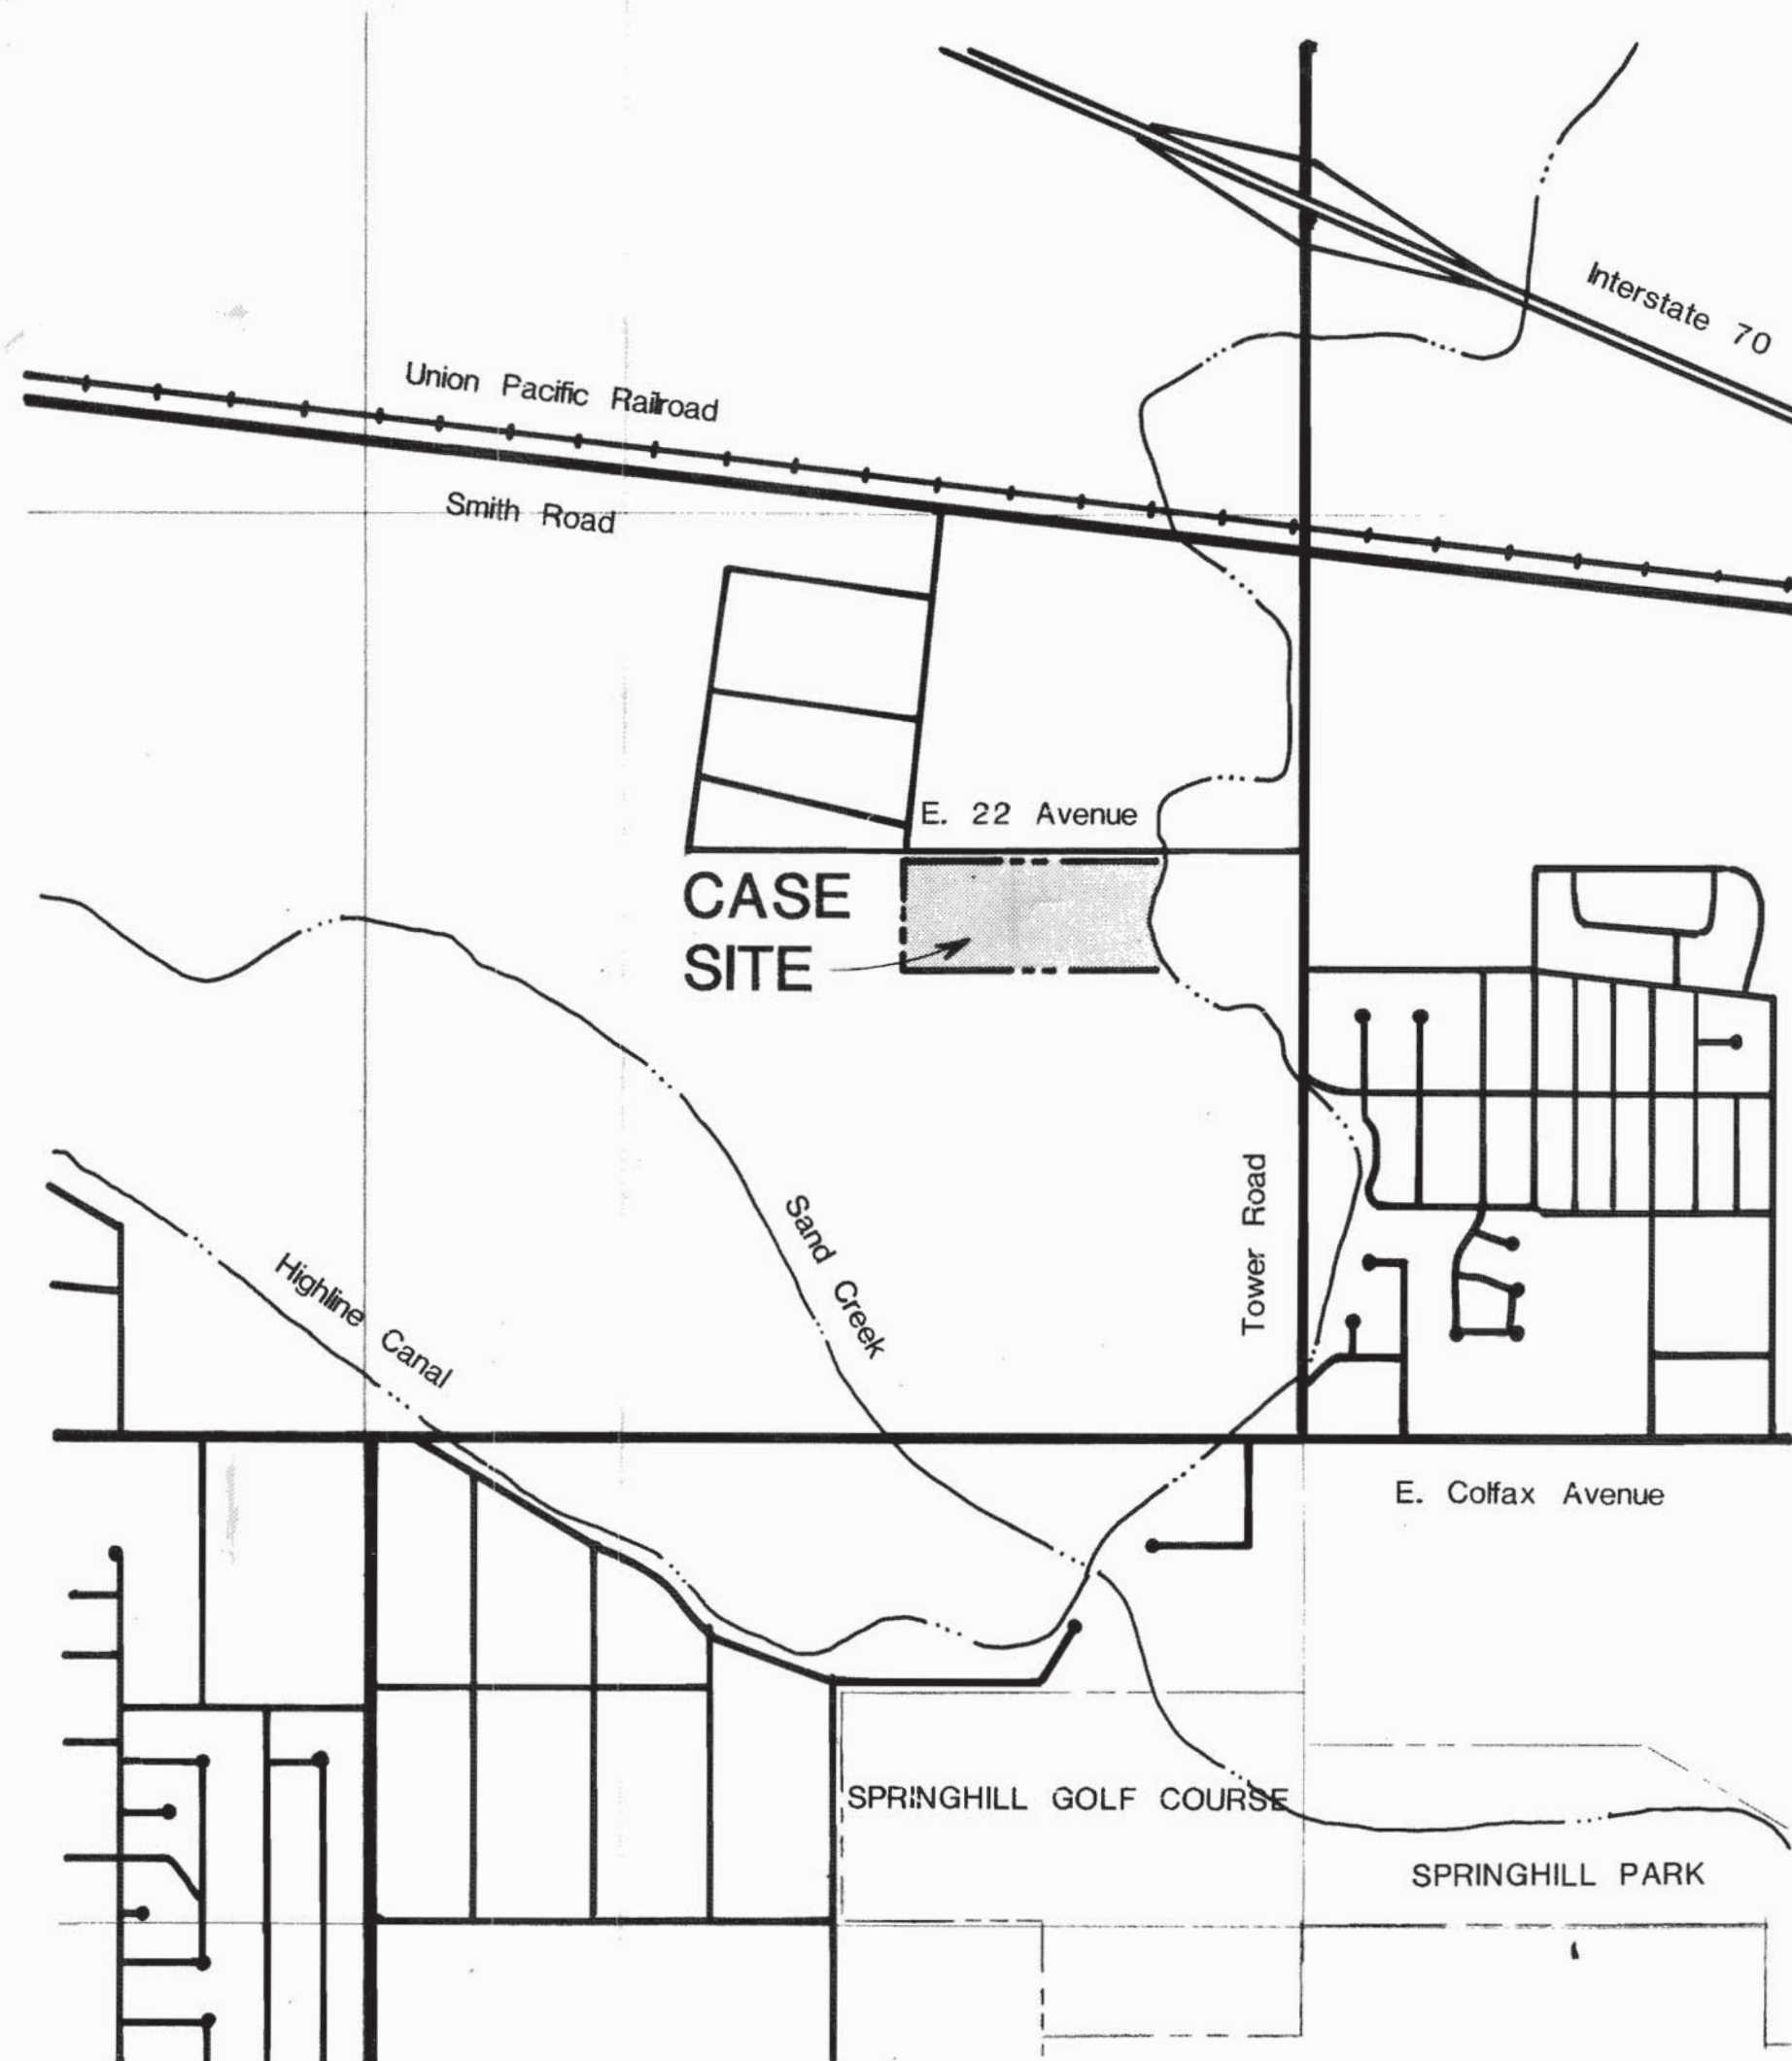 Interstate 70
Union Pacific Railroad
Smith Road
E. 22 Avenue
CASE
SITE
Tower Road
Sand Creek
Highline Canal
E. Colfax Avenue
SPRINGHILL GOLF COURSE
SPRINGHILL PARK